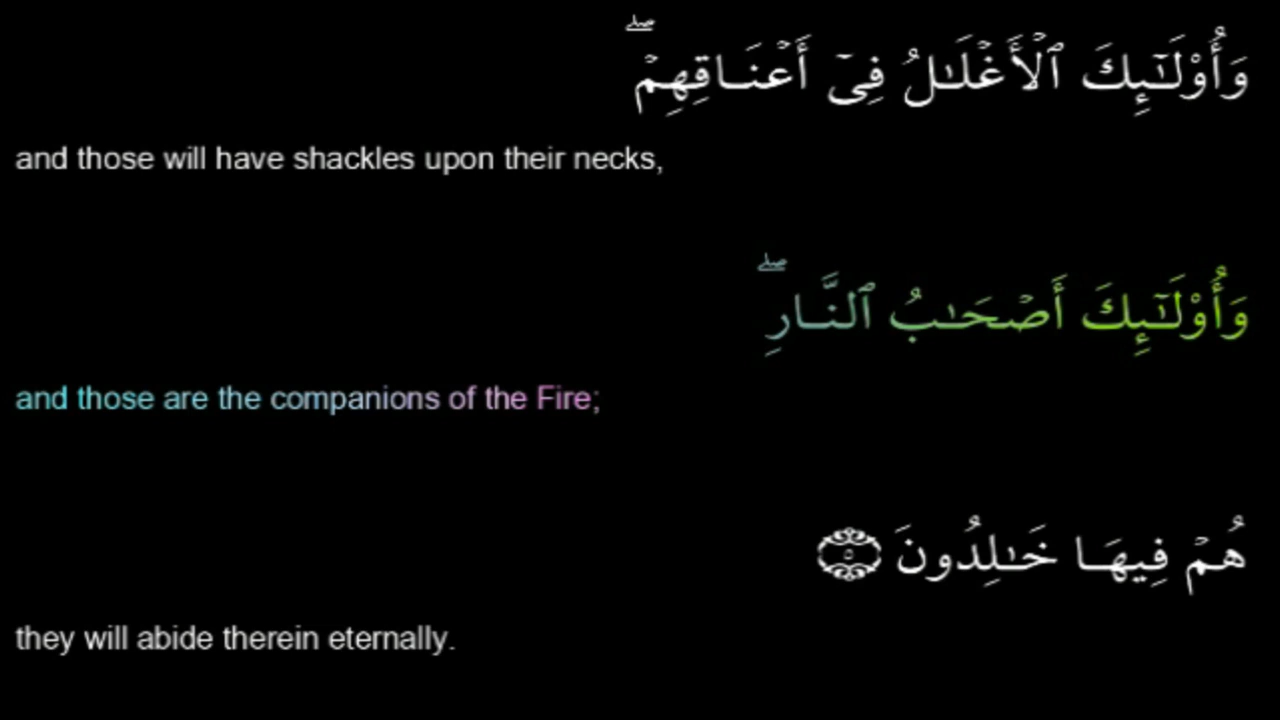 وَأُو۟لَـٰٓئِكَ ٱلْأَغْلَـٰلُ فِىٓ أَعْنَاقِهِمْ ۖ
and those will have shackles upon their necks,
وَأُو۟لَـٰٓئِكَ أَصْحَـٰبُ ٱلنَّارِ ۖ
and those are the companions of the Fire;
هُمْ فِيهَا خَـٰلِدُونَ ٥
they will abide therein eternally.